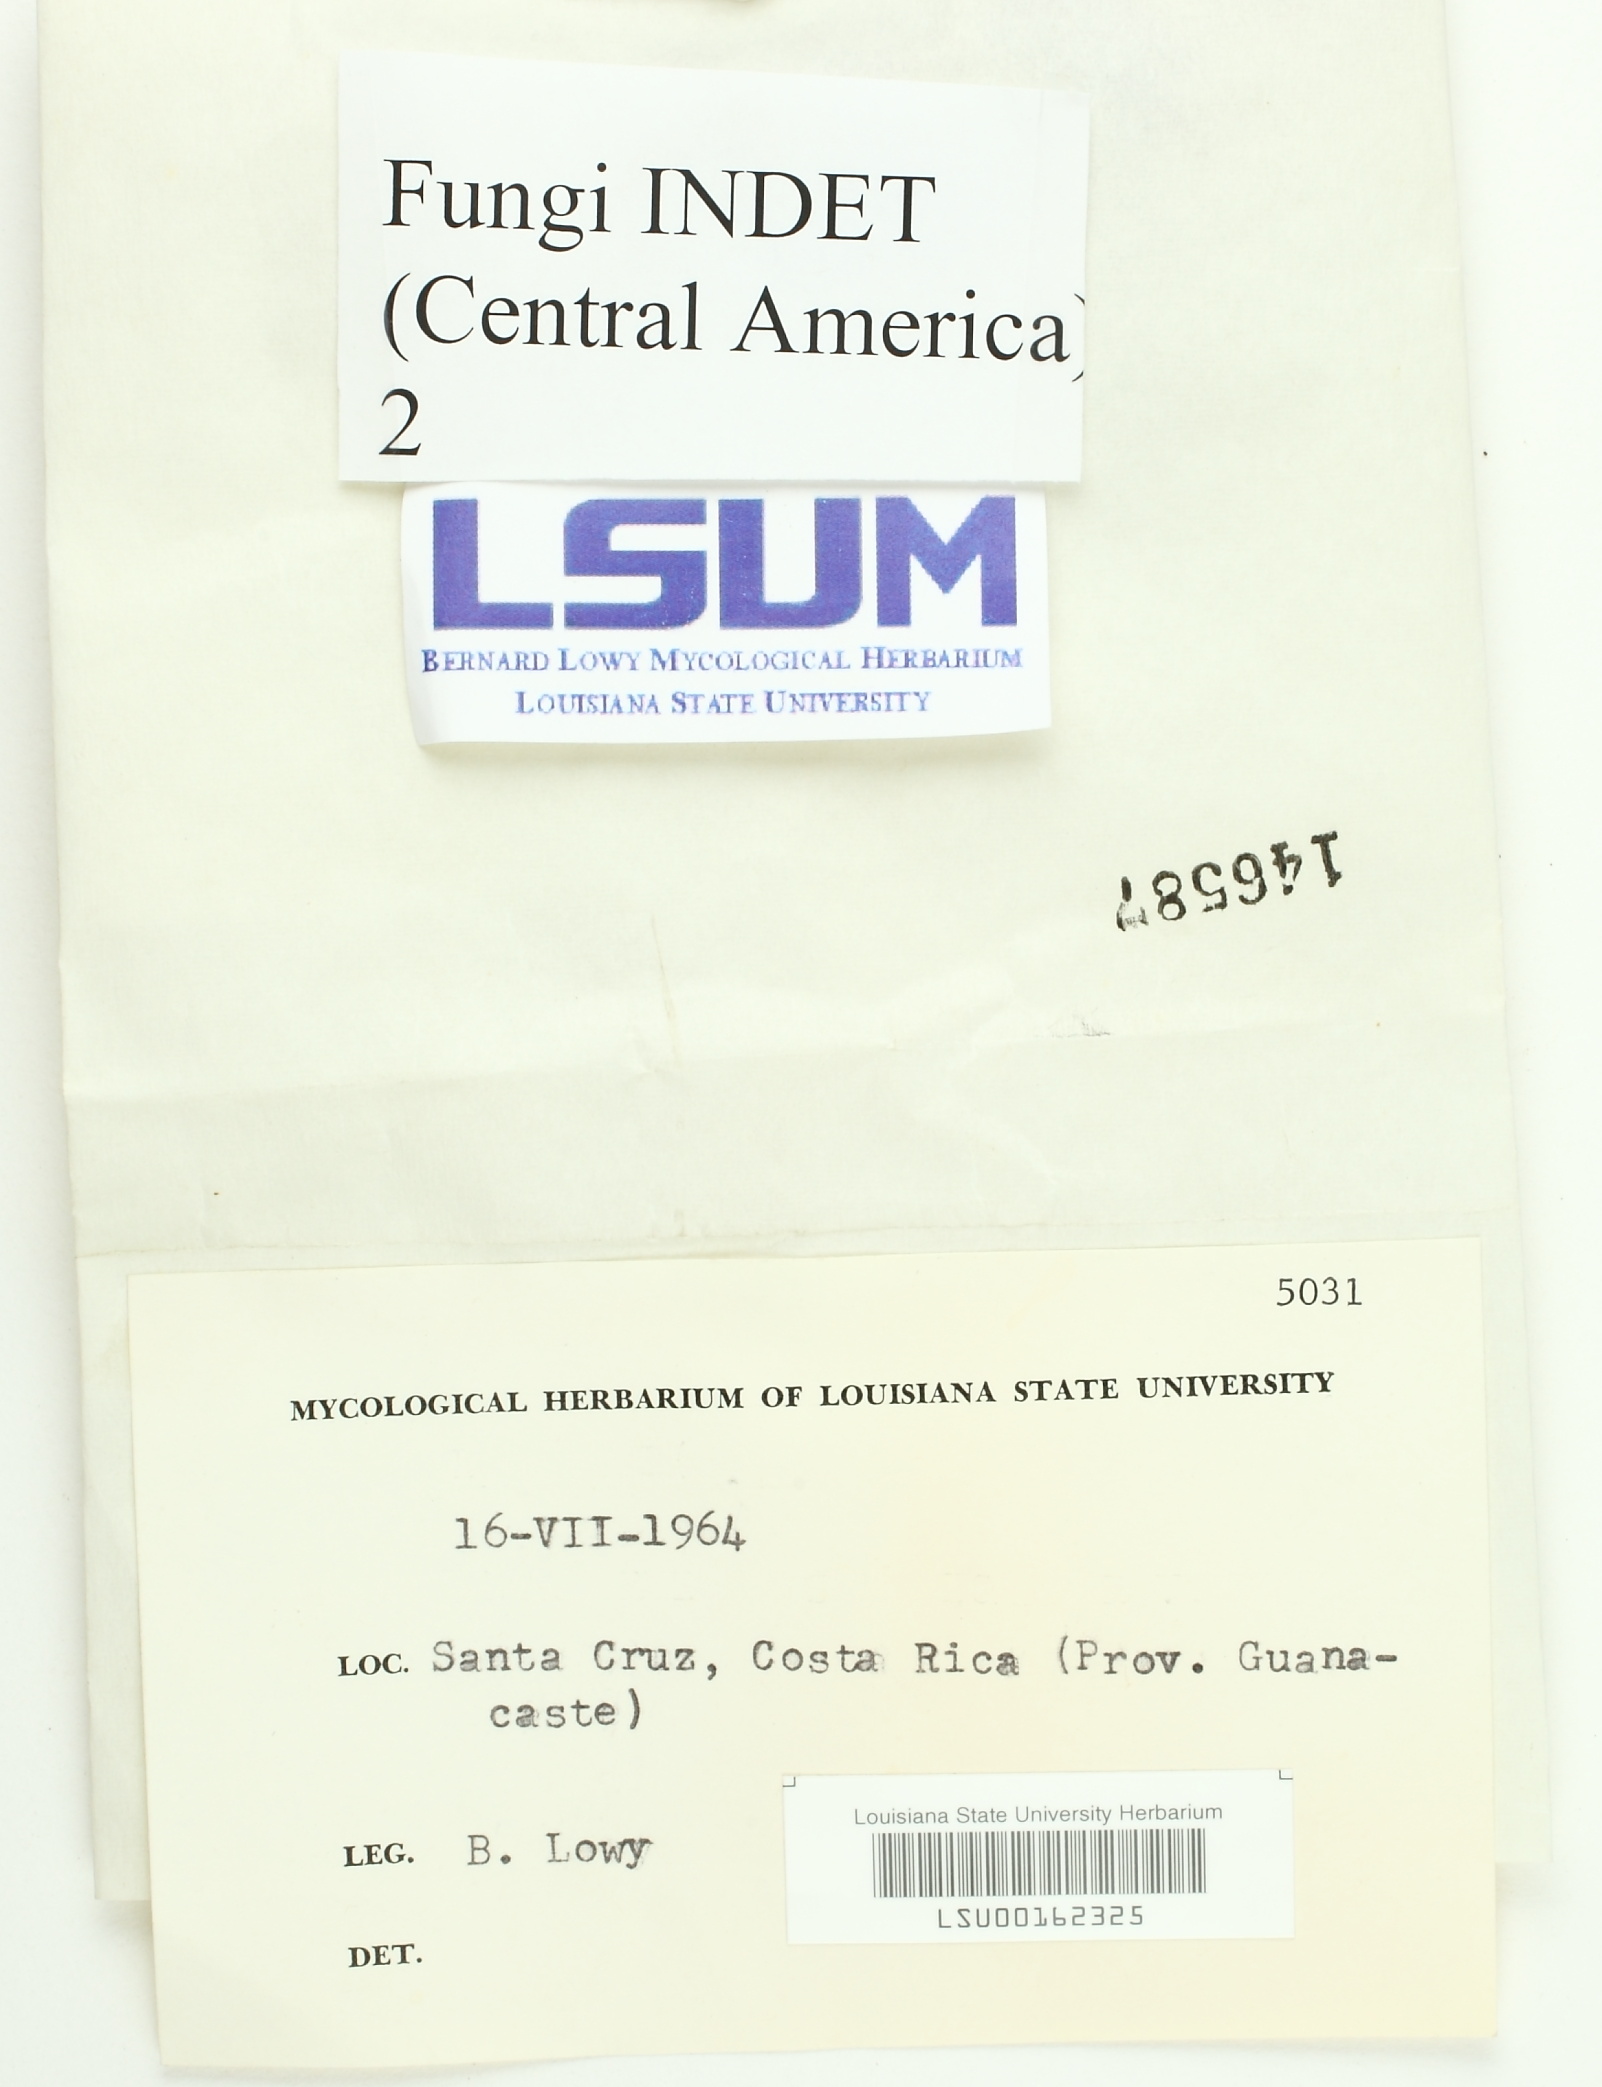 Fungi INDET
(Central America)
2
LSUM
BERNARD LOWY MYCOLOGICAL HERBARIUM
LOUISIANA STATE UNIVERSITY
146587
5031
MYCOLOGICAL HERBARIUM OF LOUISIANA STATE UNIVERSITY
16-VII-1964
LOC. Santa Cruz, Costa Rica (Prov. Guana-
caste)
LEG. B. Lowy
Louisiana State University Herbarium
LSU00162325
DET.